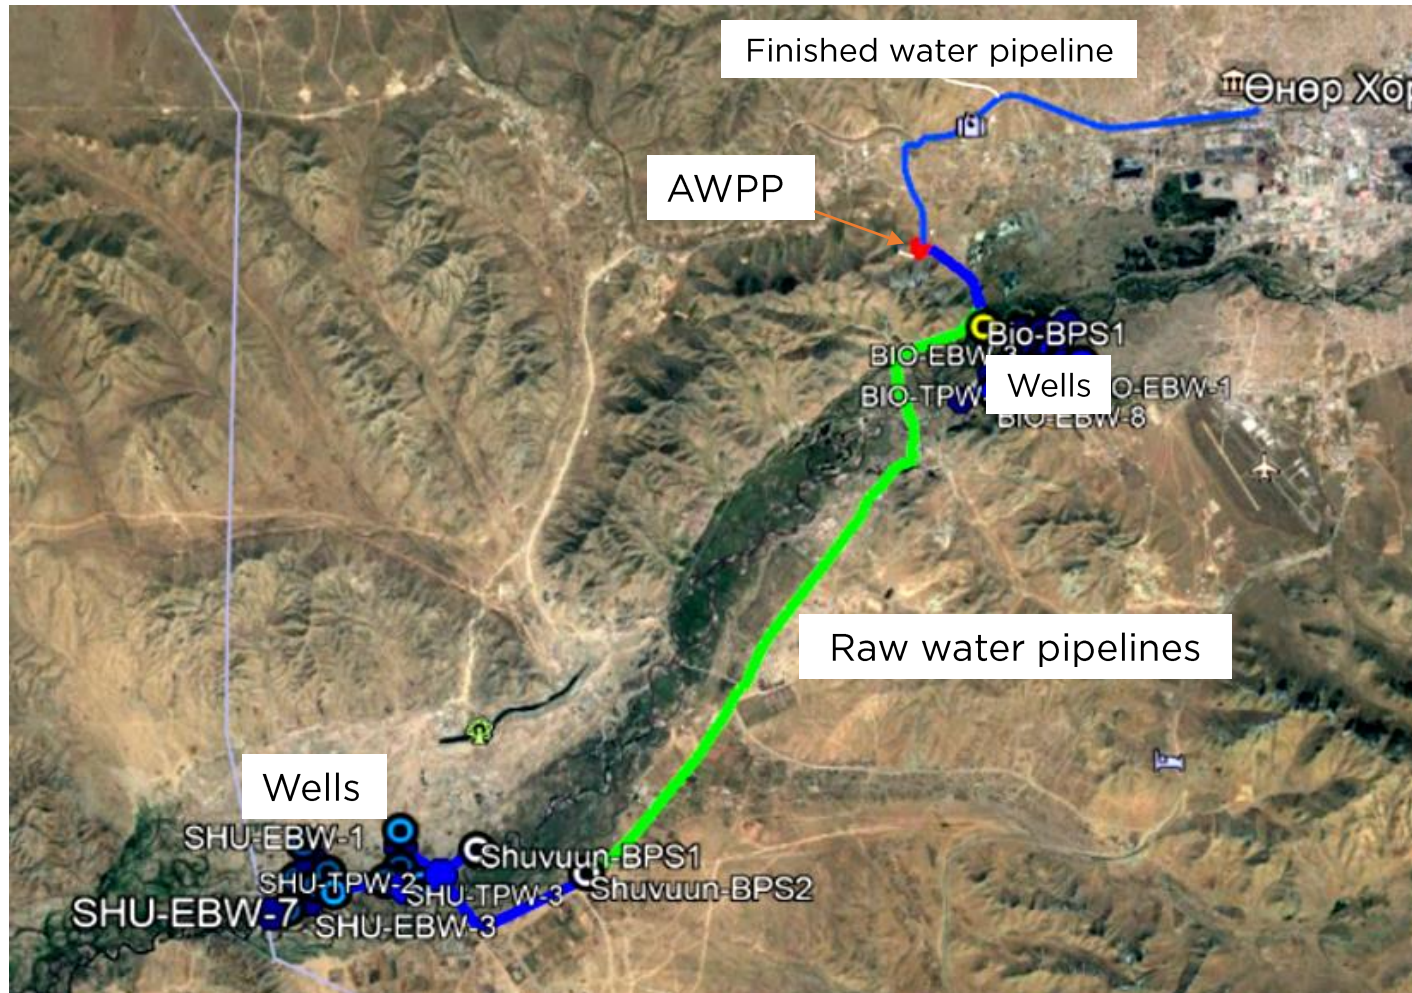 Finished water pipeline
Өнөр Хор
AWPP
Bio-BPS1
BIO-EBW-3
Wells
BIO-TPW
O-EBW-1
BIO-EBW-8
Raw water pipelines
Wells
SHU-EBW-1
Shuvuun-BPS1
SHU-TPW-2
SHU-TPW-3
Shuvuun-BPS2
SHU-EBW-7
SHU-EBW-3